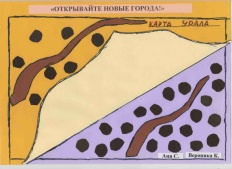 «ОТКРЫВАЙТЕ НОВЫЕ ГОРОДА!»
КАРТА УРАЛА
Аня С. Вероника К.